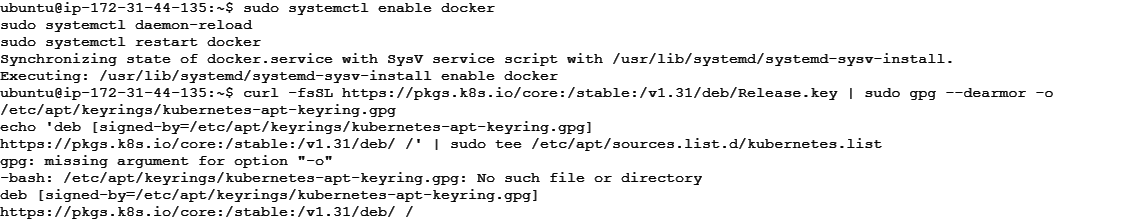 ubuntu@ip-172-31-44-135:~$ sudo systemctl enable docker
sudo systemctl daemon-reload
sudo systemctl restart docker
Synchronizing state of docker.service with SysV service script with /usr/lib/systemd/systemd-sysv-install.
Executing: /usr/lib/systemd/systemd-sysv-install enable docker
ubuntu@ip-172-31-44-135:~$ curl -fsSL https://pkgs.k8s.io/core:/stable:/v1.31/deb/Release.key | sudo gpg --dearmor -o
/etc/apt/keyrings/kubernetes-apt-keyring.gpg
echo 'deb [signed-by=/etc/apt/keyrings/kubernetes-apt-keyring.gpg]
https://pkgs.k8s.io/core:/stable:/v1.31/deb/ /' | sudo tee /etc/apt/sources.list.d/kubernetes.list
gpg: missing argument for option "-o"
-bash: /etc/apt/keyrings/kubernetes-apt-keyring.gpg: No such file or directory
deb [signed-by=/etc/apt/keyrings/kubernetes-apt-keyring.gpg]
https://pkgs.k8s.io/core:/stable:/v1.31/deb/ /